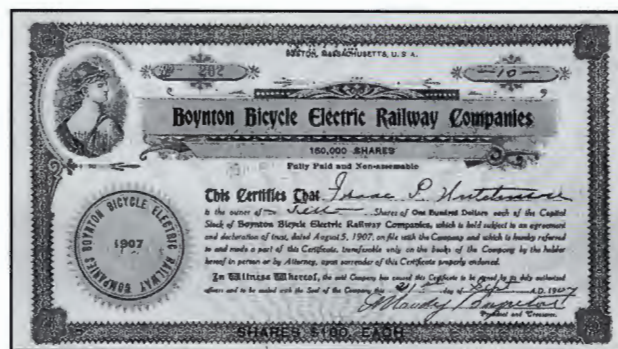 BOSTON, MASSACHUSETTS, U. S. A.
202
10
Boynton Bicycle Electric Railway Companies
150,000 SHARES
Fully Paid and Non-assessable
This Certifies That Isaac P. Hutchinson
is the owner of Ten Shares of One Hundred Dollars each of the Capital
Stock of Boynton Bicycle Electric Railway Companies, which is held subject to an agreement
and declaration of trust, dated August 5, 1907, on file with the Company and which is hereby referred
to and made a part of this Certificate, transferable only on the books of the Company by the holder
hereof in person or by Attorney, upon surrender of this Certificate properly endorsed.
In Witness Whereof, the said Company has caused this Certificate to be signed by its duly authorized
officers and to be sealed with the Seal of the Company this 21st day of Sept A.D. 1907
E. Moody Boynton
President and Treasurer
BOYNTON BICYCLE ELECTRIC RAILWAY COMPANIES
1907
SHARES $100 EACH